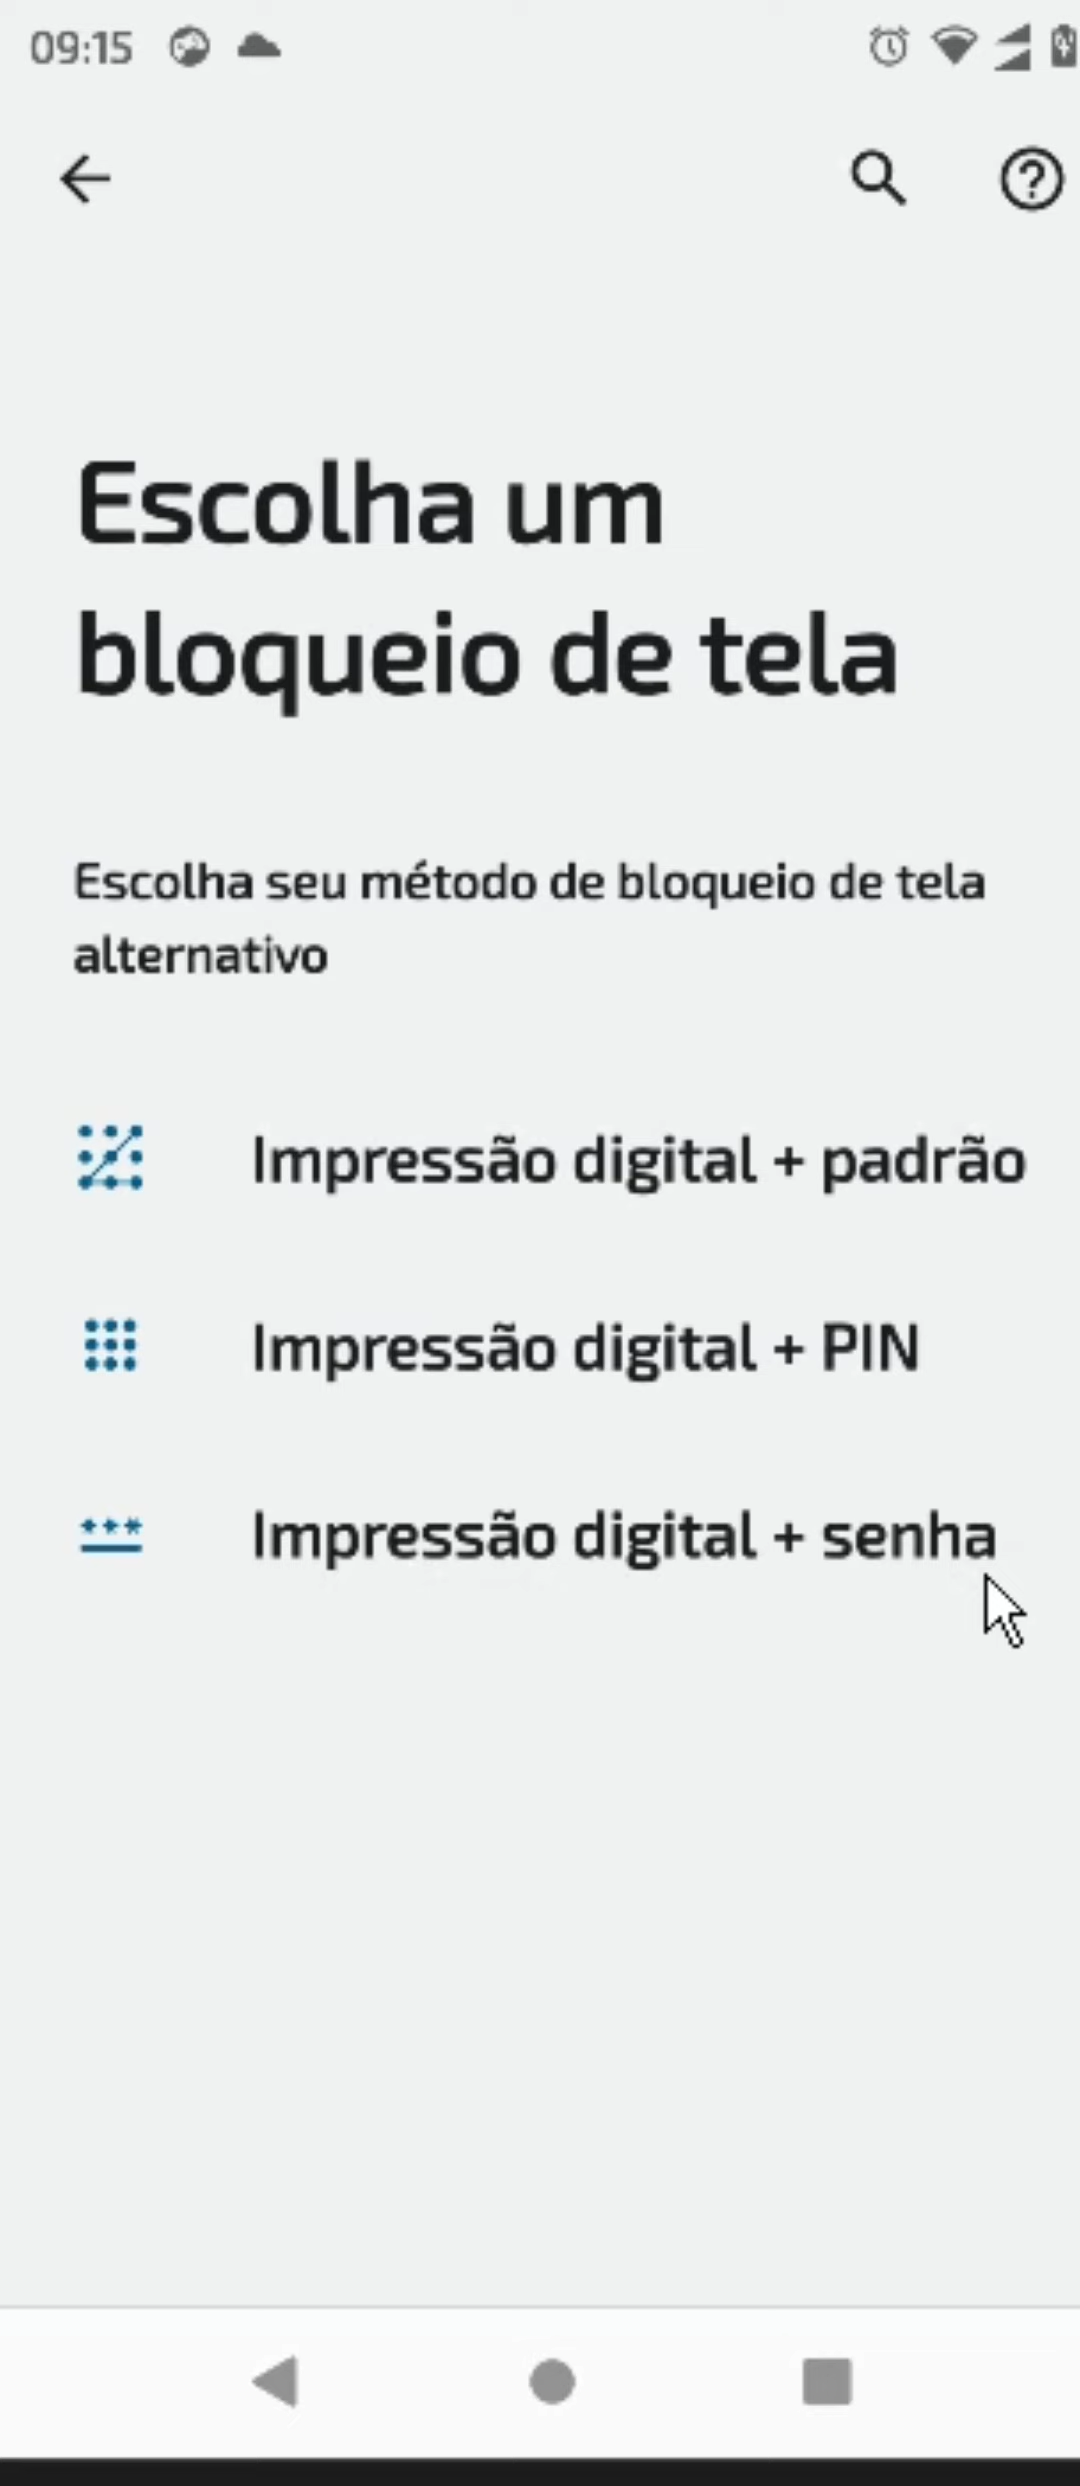 09:15
Escolha um
bloqueio de tela
Escolha seu método de bloqueio de tela
alternativo
Impressão digital + padrão
Impressão digital + PIN
Impressão digital + senha